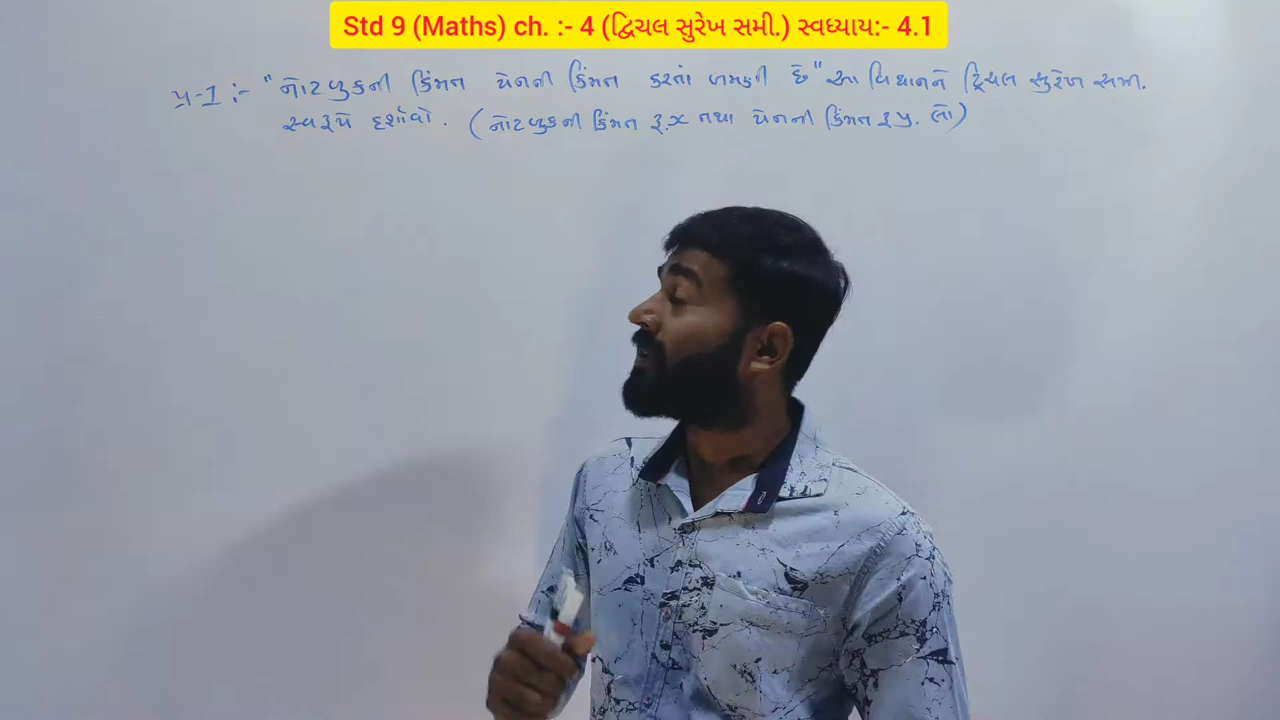 Std 9 (Maths) ch. :- 4 (દ્વિચલ સુરેખ સમી.) સ્વધ્યાય:- 4.1
પ્ર-1 :- "નોટબુકની કિંમત પેનની કિંમત કરતાં બમણી છે" આ વિધાનને દ્વિચલ સુરેખ સમી.
સ્વરૂપે દર્શાવો. (નોટબુકની કિંમત રૂ.x તથા પેનની કિંમત રૂ y. લો)